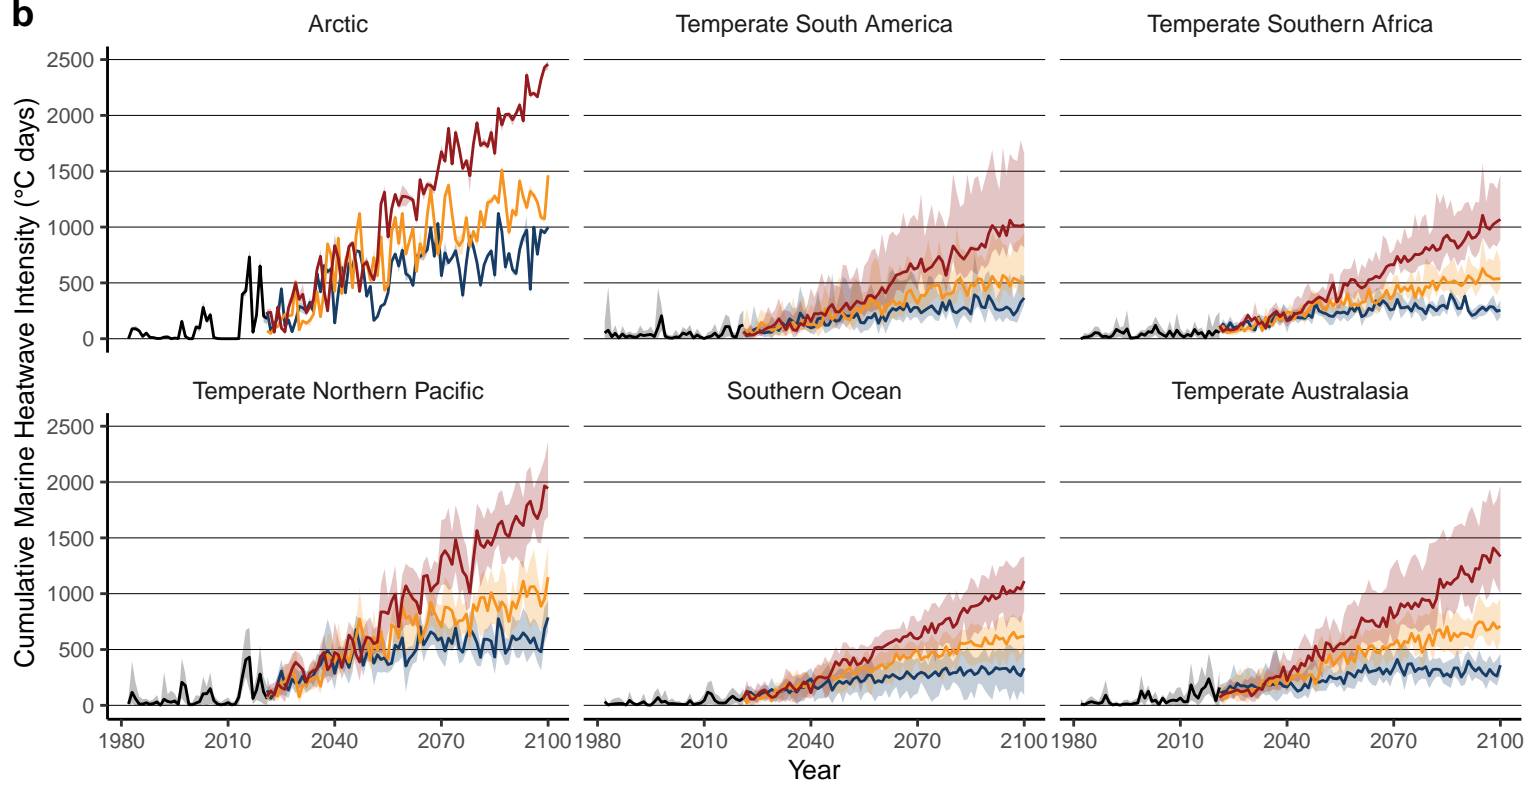 b
Arctic
Temperate South America
Temperate Southern Africa
Cumulative Marine Heatwave Intensity (°C days)
2500
2000
1500
1000
500
0
Temperate Northern Pacific
Southern Ocean
Temperate Australasia
2500
2000
1500
1000
500
0
1980 2010 2040 2070 2100
1980 2010 2040 2070 2100
1980 2010 2040 2070 2100
Year